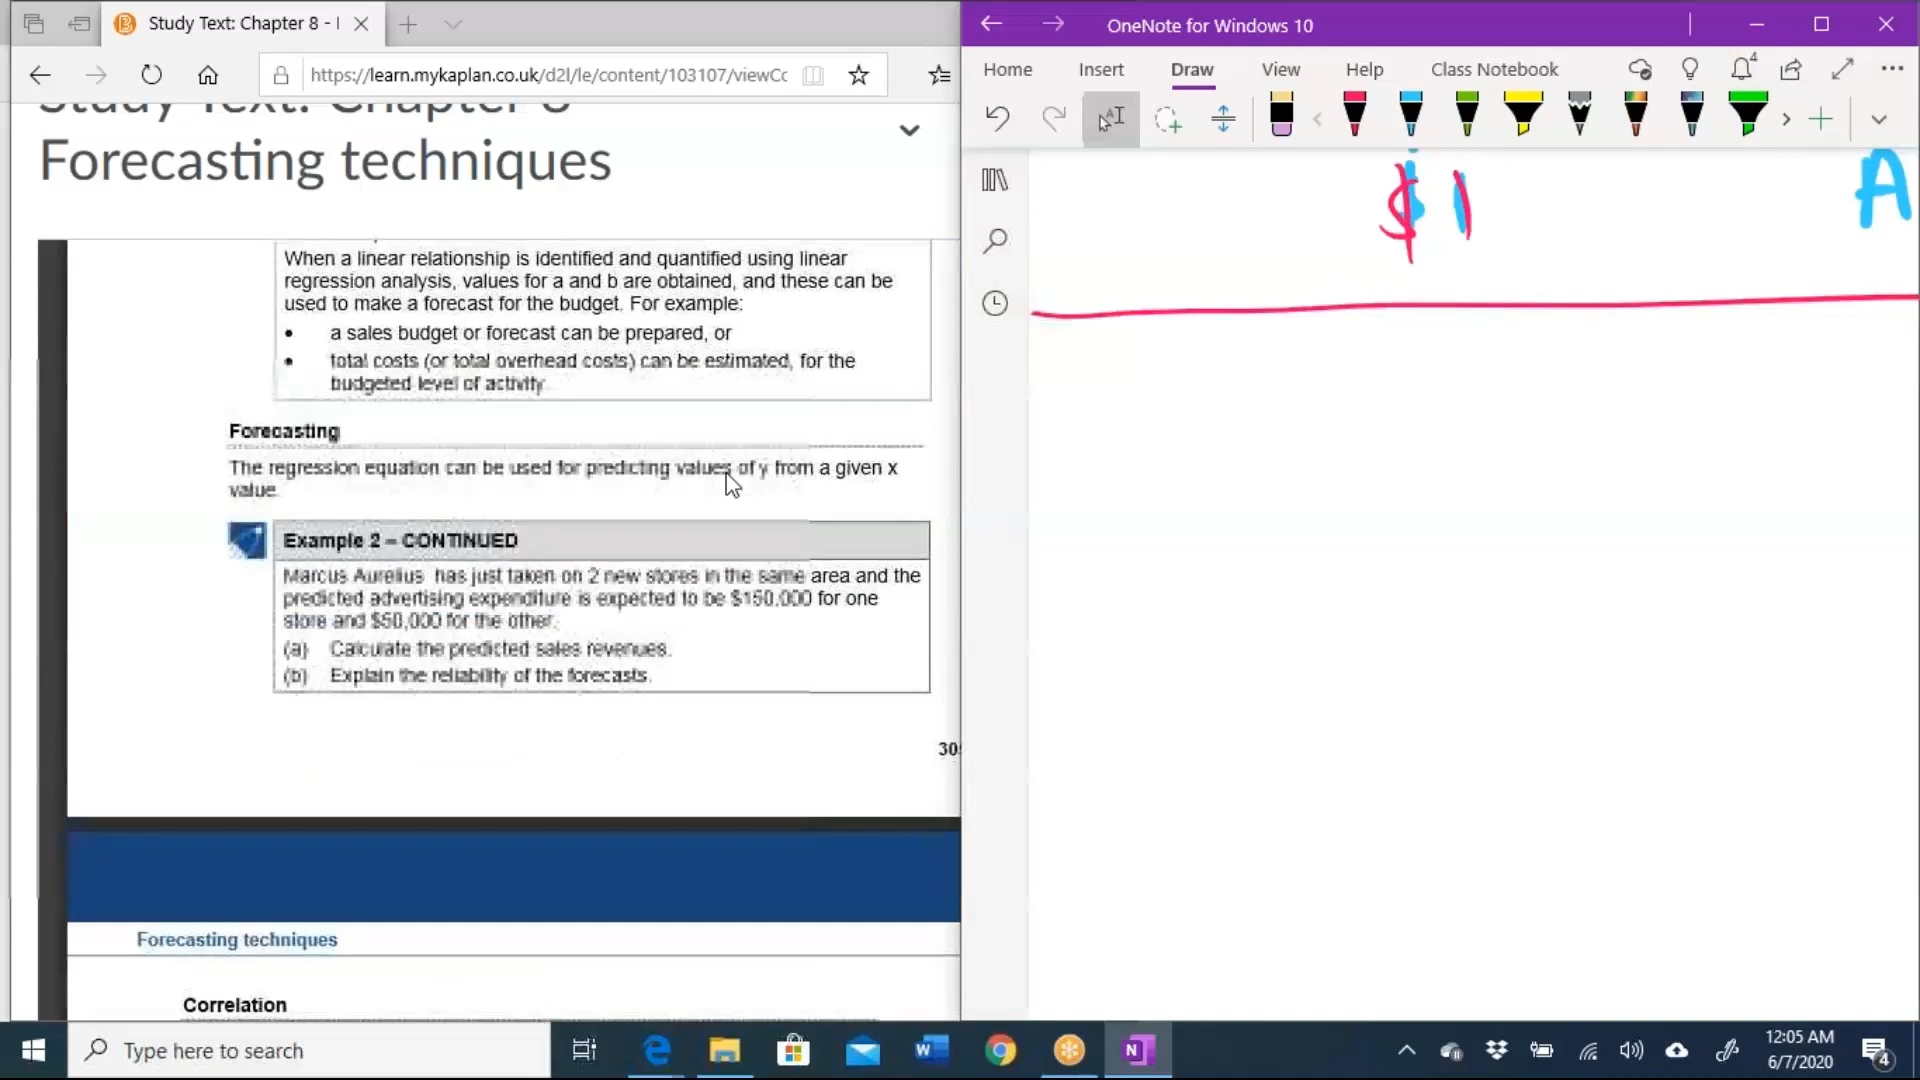 Study Text: Chapter 8 - I
OneNote for Windows 10
https://learn.mykaplan.co.uk/d2l/le/content/103107/viewCc
Home Insert Draw View Help Class Notebook
4
Study Text: Chapter 8
Forecasting techniques
$ 1
A
When a linear relationship is identified and quantified using linear
regression analysis, values for a and b are obtained, and these can be
used to make a forecast for the budget. For example:
• a sales budget or forecast can be prepared, or
• total costs (or total overhead costs) can be estimated, for the
budgeted level of activity.
Forecasting
The regression equation can be used for predicting values of y from a given x
value.
Example 2 – CONTINUED
Marcus Aurelius has just taken on 2 new stores in the same area and the
predicted advertising expenditure is expected to be $150,000 for one
store and $50,000 for the other.
(a) Calculate the predicted sales revenues.
(b) Explain the reliability of the forecasts.
Forecasting techniques
Correlation
Type here to search
12:05 AM
6/7/2020
4